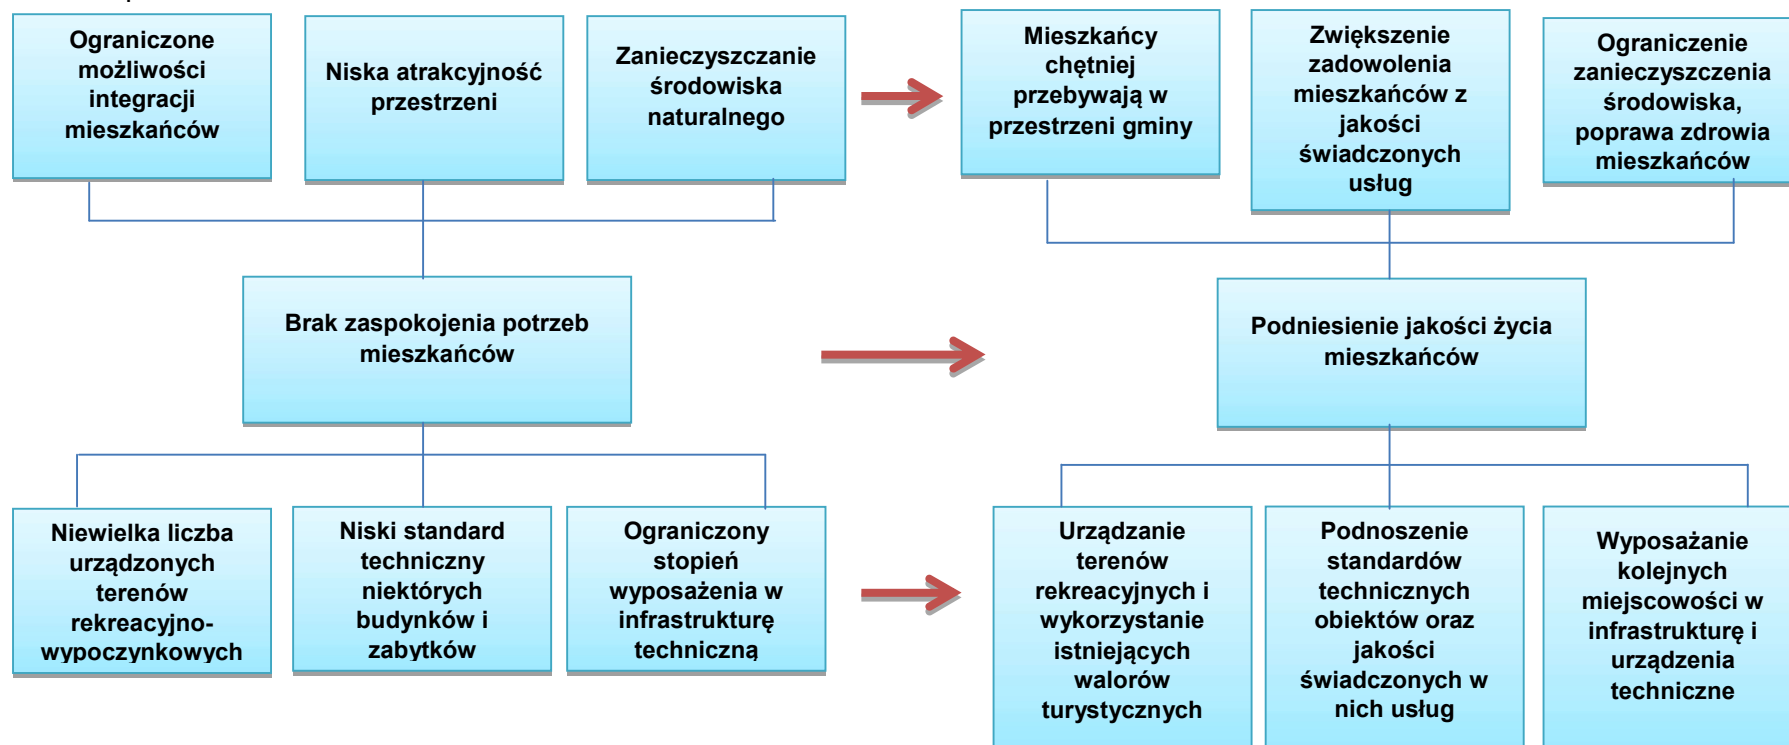 Ograniczone
możliwości
integracji
mieszkańców
Niska atrakcyjność
przestrzeni
Zanieczyszczanie
środowiska
naturalnego
Mieszkańcy
chętniej
przebywają w
przestrzeni gminy
Zwiększenie
zadowolenia
mieszkańców z
jakości
świadczonych
usług
Ograniczenie
zanieczyszczenia
środowiska,
poprawa zdrowia
mieszkańców
Brak zaspokojenia potrzeb
mieszkańców
Podniesienie jakości życia
mieszkańców
Niewielka liczba
urządzonych
terenów
rekreacyjno-
wypoczynkowych
Niski standard
techniczny
niektórych
budynków i
zabytków
Ograniczony
stopień
wyposażenia w
infrastrukturę
techniczną
Urządzanie
terenów
rekreacyjnych i
wykorzystanie
istniejących
walorów
turystycznych
Podnoszenie
standardów
technicznych
obiektów oraz
jakości
świadczonych w
nich usług
Wyposażanie
kolejnych
miejscowości w
infrastrukturę i
urządzenia
techniczne